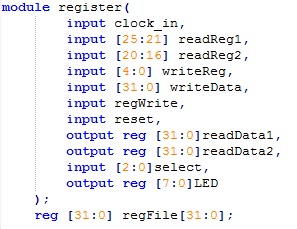 module register(
input clock_in,
input [25:21] readReg1,
input [20:16] readReg2,
input [4:0] writeReg,
input [31:0] writeData,
input regWrite,
input reset,
output reg [31:0]readData1,
output reg [31:0]readData2,
input [2:0]select,
output reg [7:0]LED
);
reg [31:0] regFile[31:0];